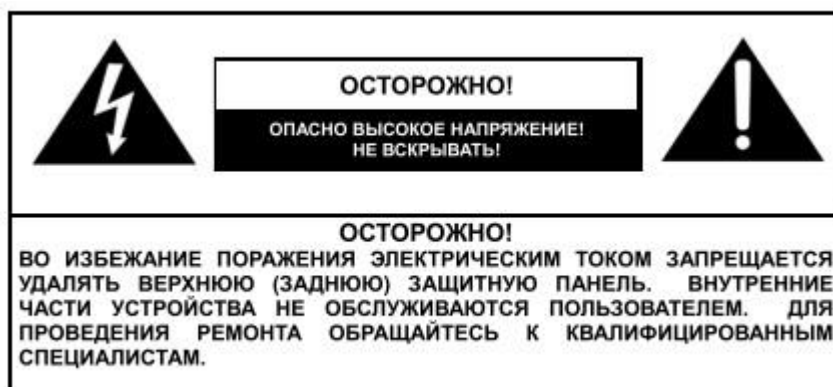 ОСТОРОЖНО!
ОПАСНО ВЫСОКОЕ НАПРЯЖЕНИЕ!
НЕ ВСКРЫВАТЬ!
ОСТОРОЖНО!
ВО ИЗБЕЖАНИЕ ПОРАЖЕНИЯ ЭЛЕКТРИЧЕСКИМ ТОКОМ ЗАПРЕЩАЕТСЯ
УДАЛЯТЬ ВЕРХНЮЮ (ЗАДНЮЮ) ЗАЩИТНУЮ ПАНЕЛЬ. ВНУТРЕННИЕ
ЧАСТИ УСТРОЙСТВА НЕ ОБСЛУЖИВАЮТСЯ ПОЛЬЗОВАТЕЛЕМ. ДЛЯ
ПРОВЕДЕНИЯ РЕМОНТА ОБРАЩАЙТЕСЬ К КВАЛИФИЦИРОВАННЫМ
СПЕЦИАЛИСТАМ.